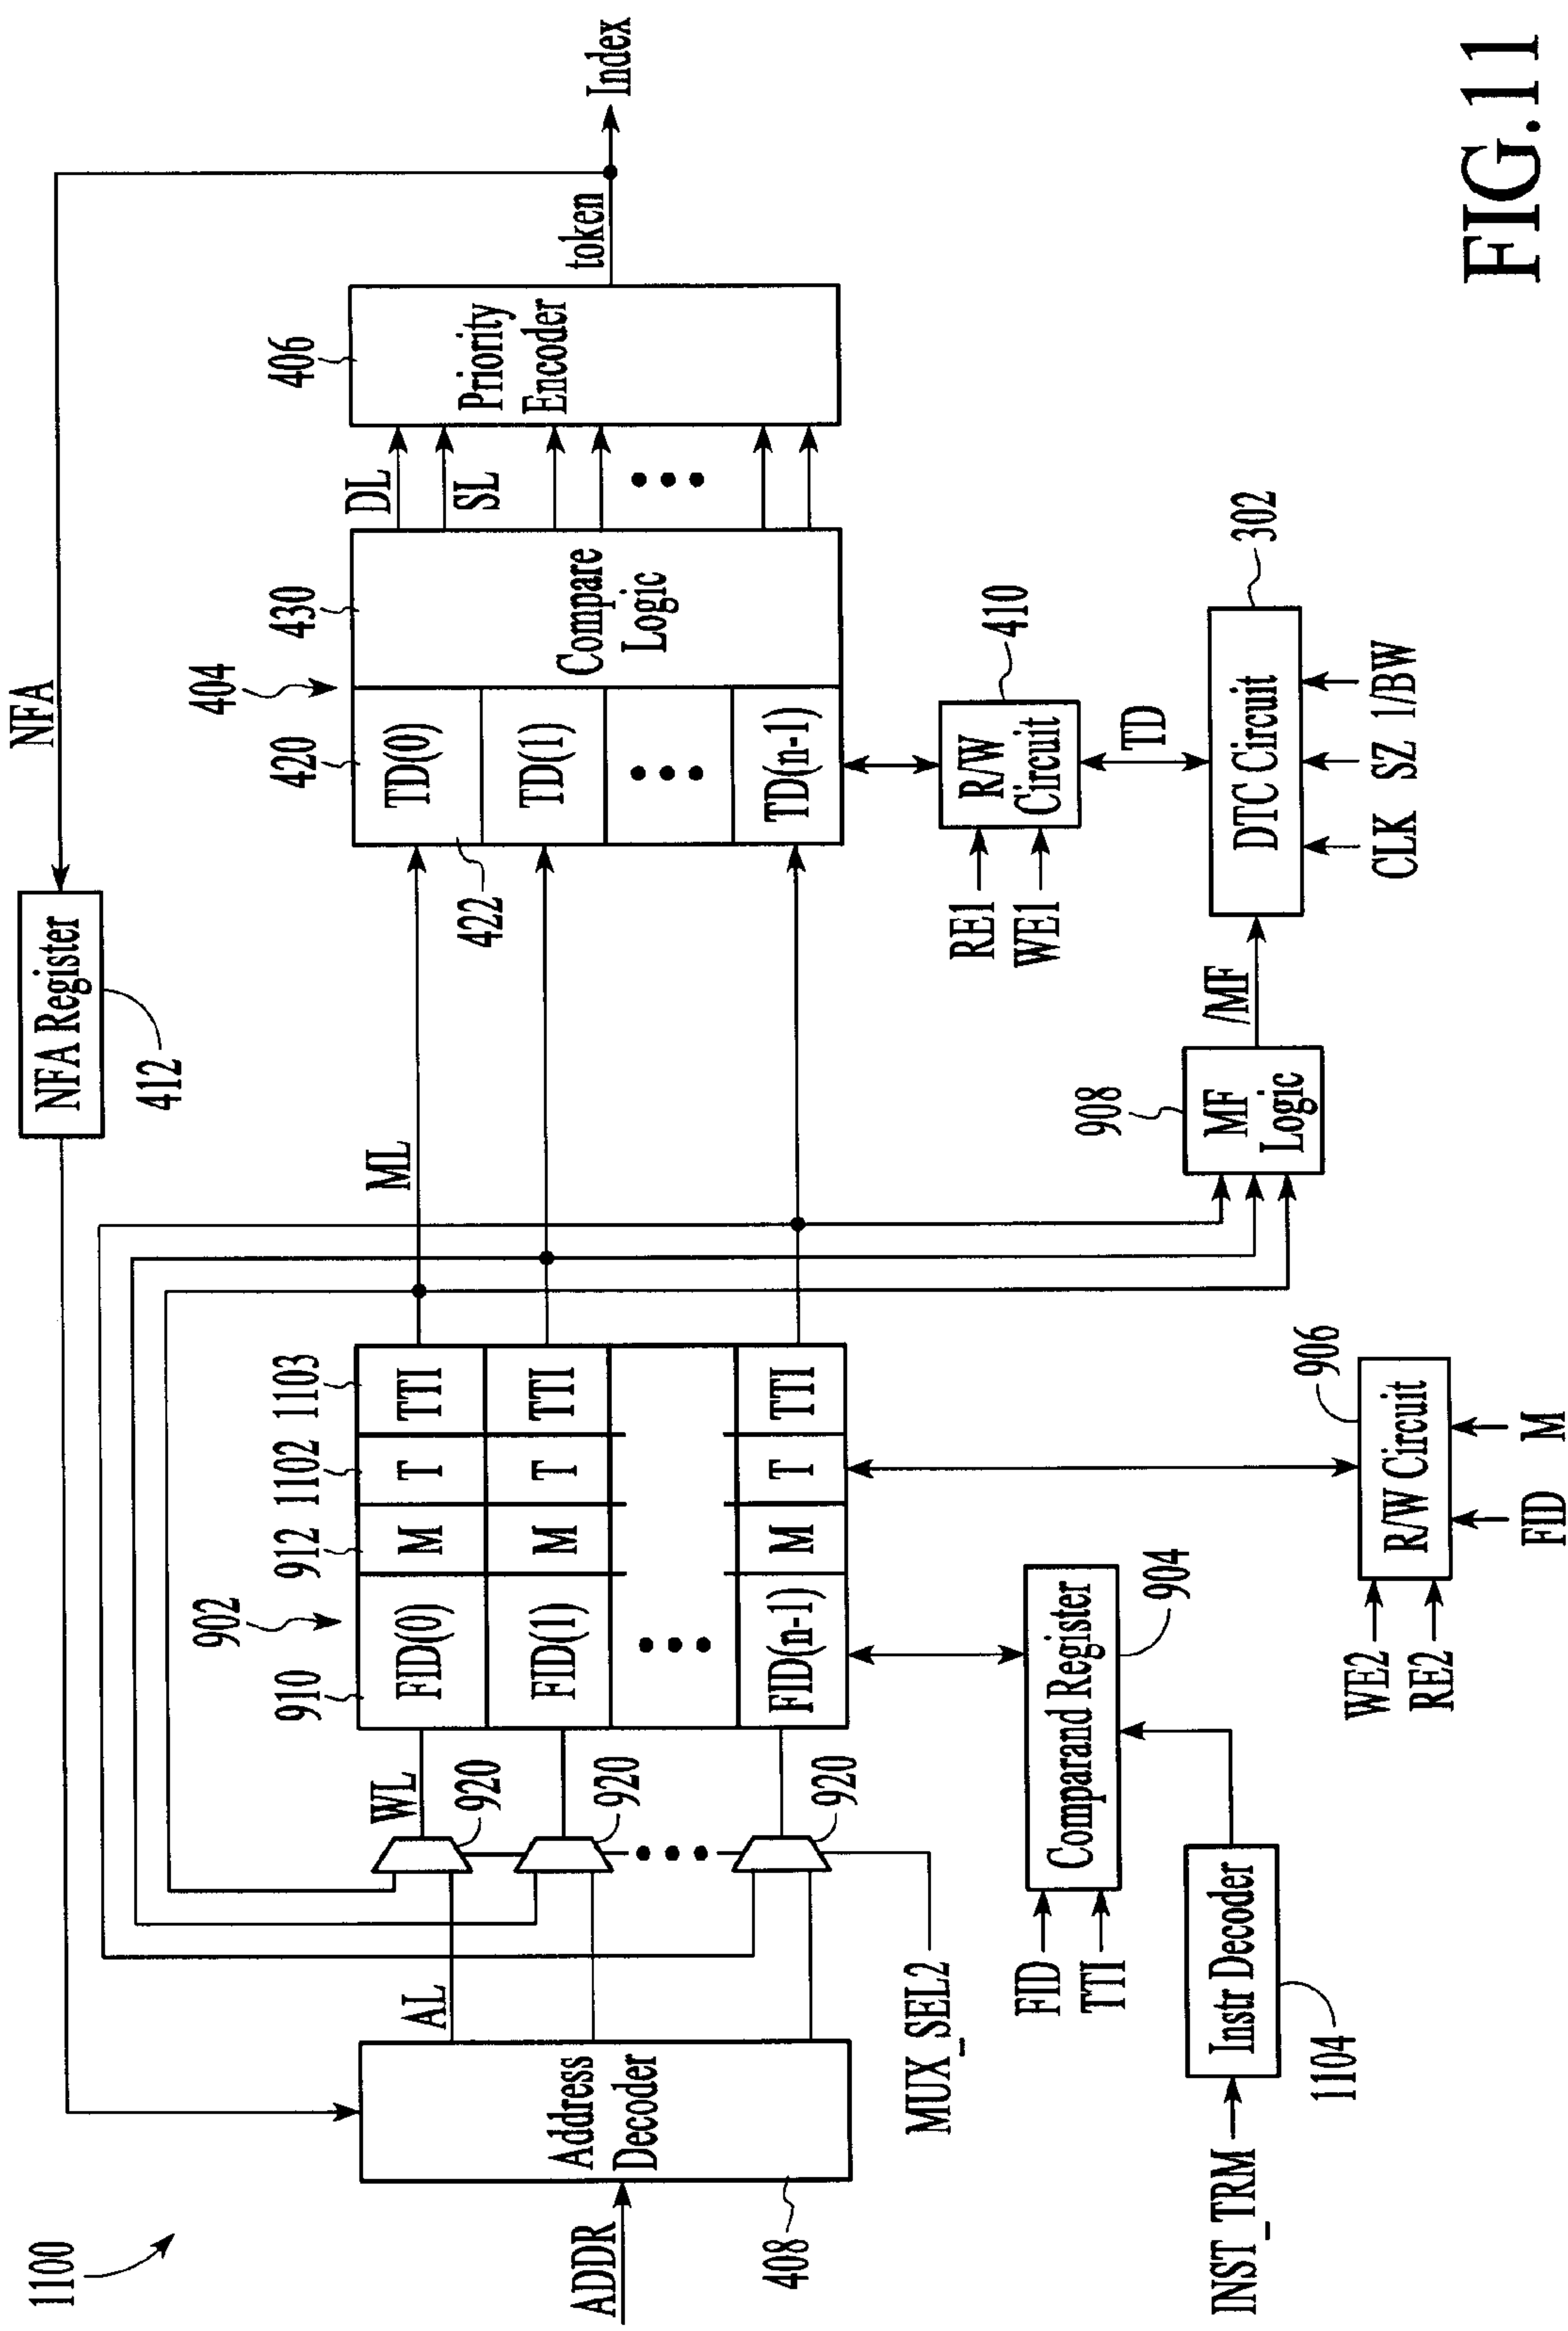 1100
NFA
NFA Register
412
ADDR
Address
Decoder
408
AL
WL
920
920
920
MUX_SEL2
902
910
912
1102
1103
FID(0)
M
T
TTI
FID(1)
M
T
TTI
FID(n-1)
M
T
TTI
ML
404
420
430
422
TD(0)
TD(1)
TD(n-1)
Compare
Logic
DL
SL
406
Priority
Encoder
token
Index
FID
TTI
Comparand Register
904
INST_TRM
Instr Decoder
1104
WE2
RE2
R/W Circuit
906
FID
M
908
MF
Logic
/MF
RE1
WE1
R/W
Circuit
410
TD
DTC Circuit
302
CLK
SZ
1/BW
FIG.11